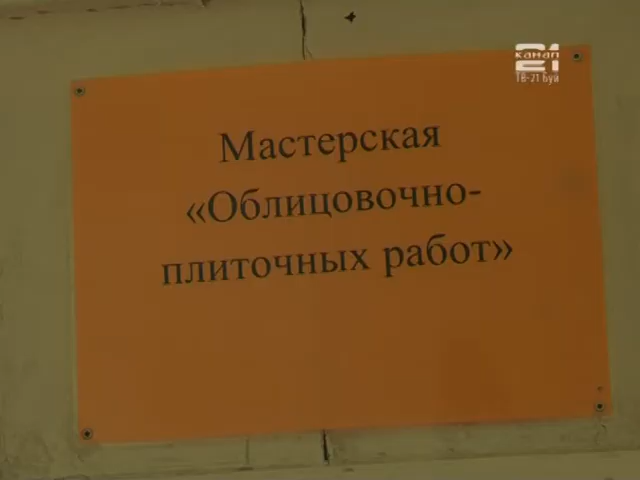 канал
21
ТВ-21 Буй
Мастерская
«Облицовочно-
плиточных работ»